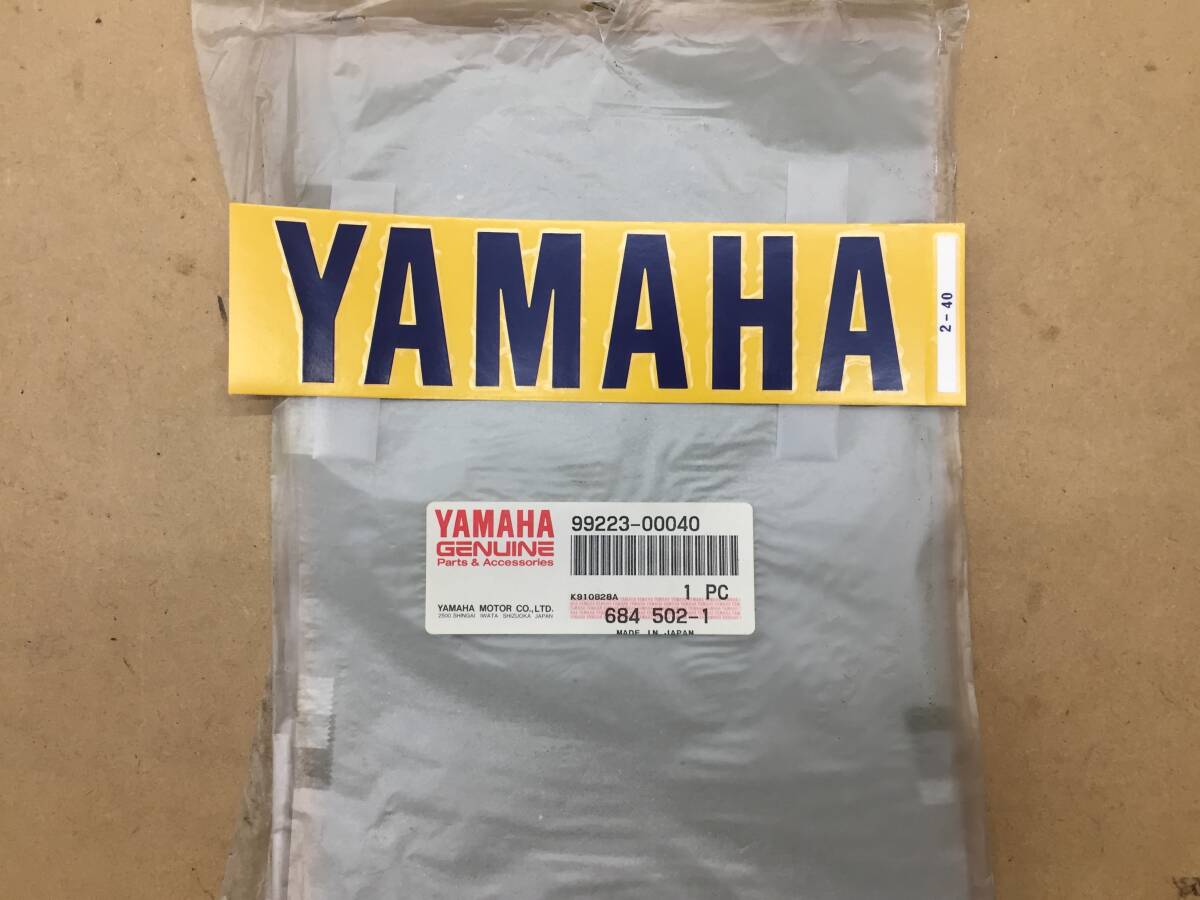 YAMAHA
2-40
YAMAHA
GENUINE
Parts & Accessories
YAMAHA MOTOR CO., LTD.
2500 SHINGAI IWATA SHIZUOKA JAPAN
99223-00040
K910828A
1 PC
684 502-1
MADE IN JAPAN